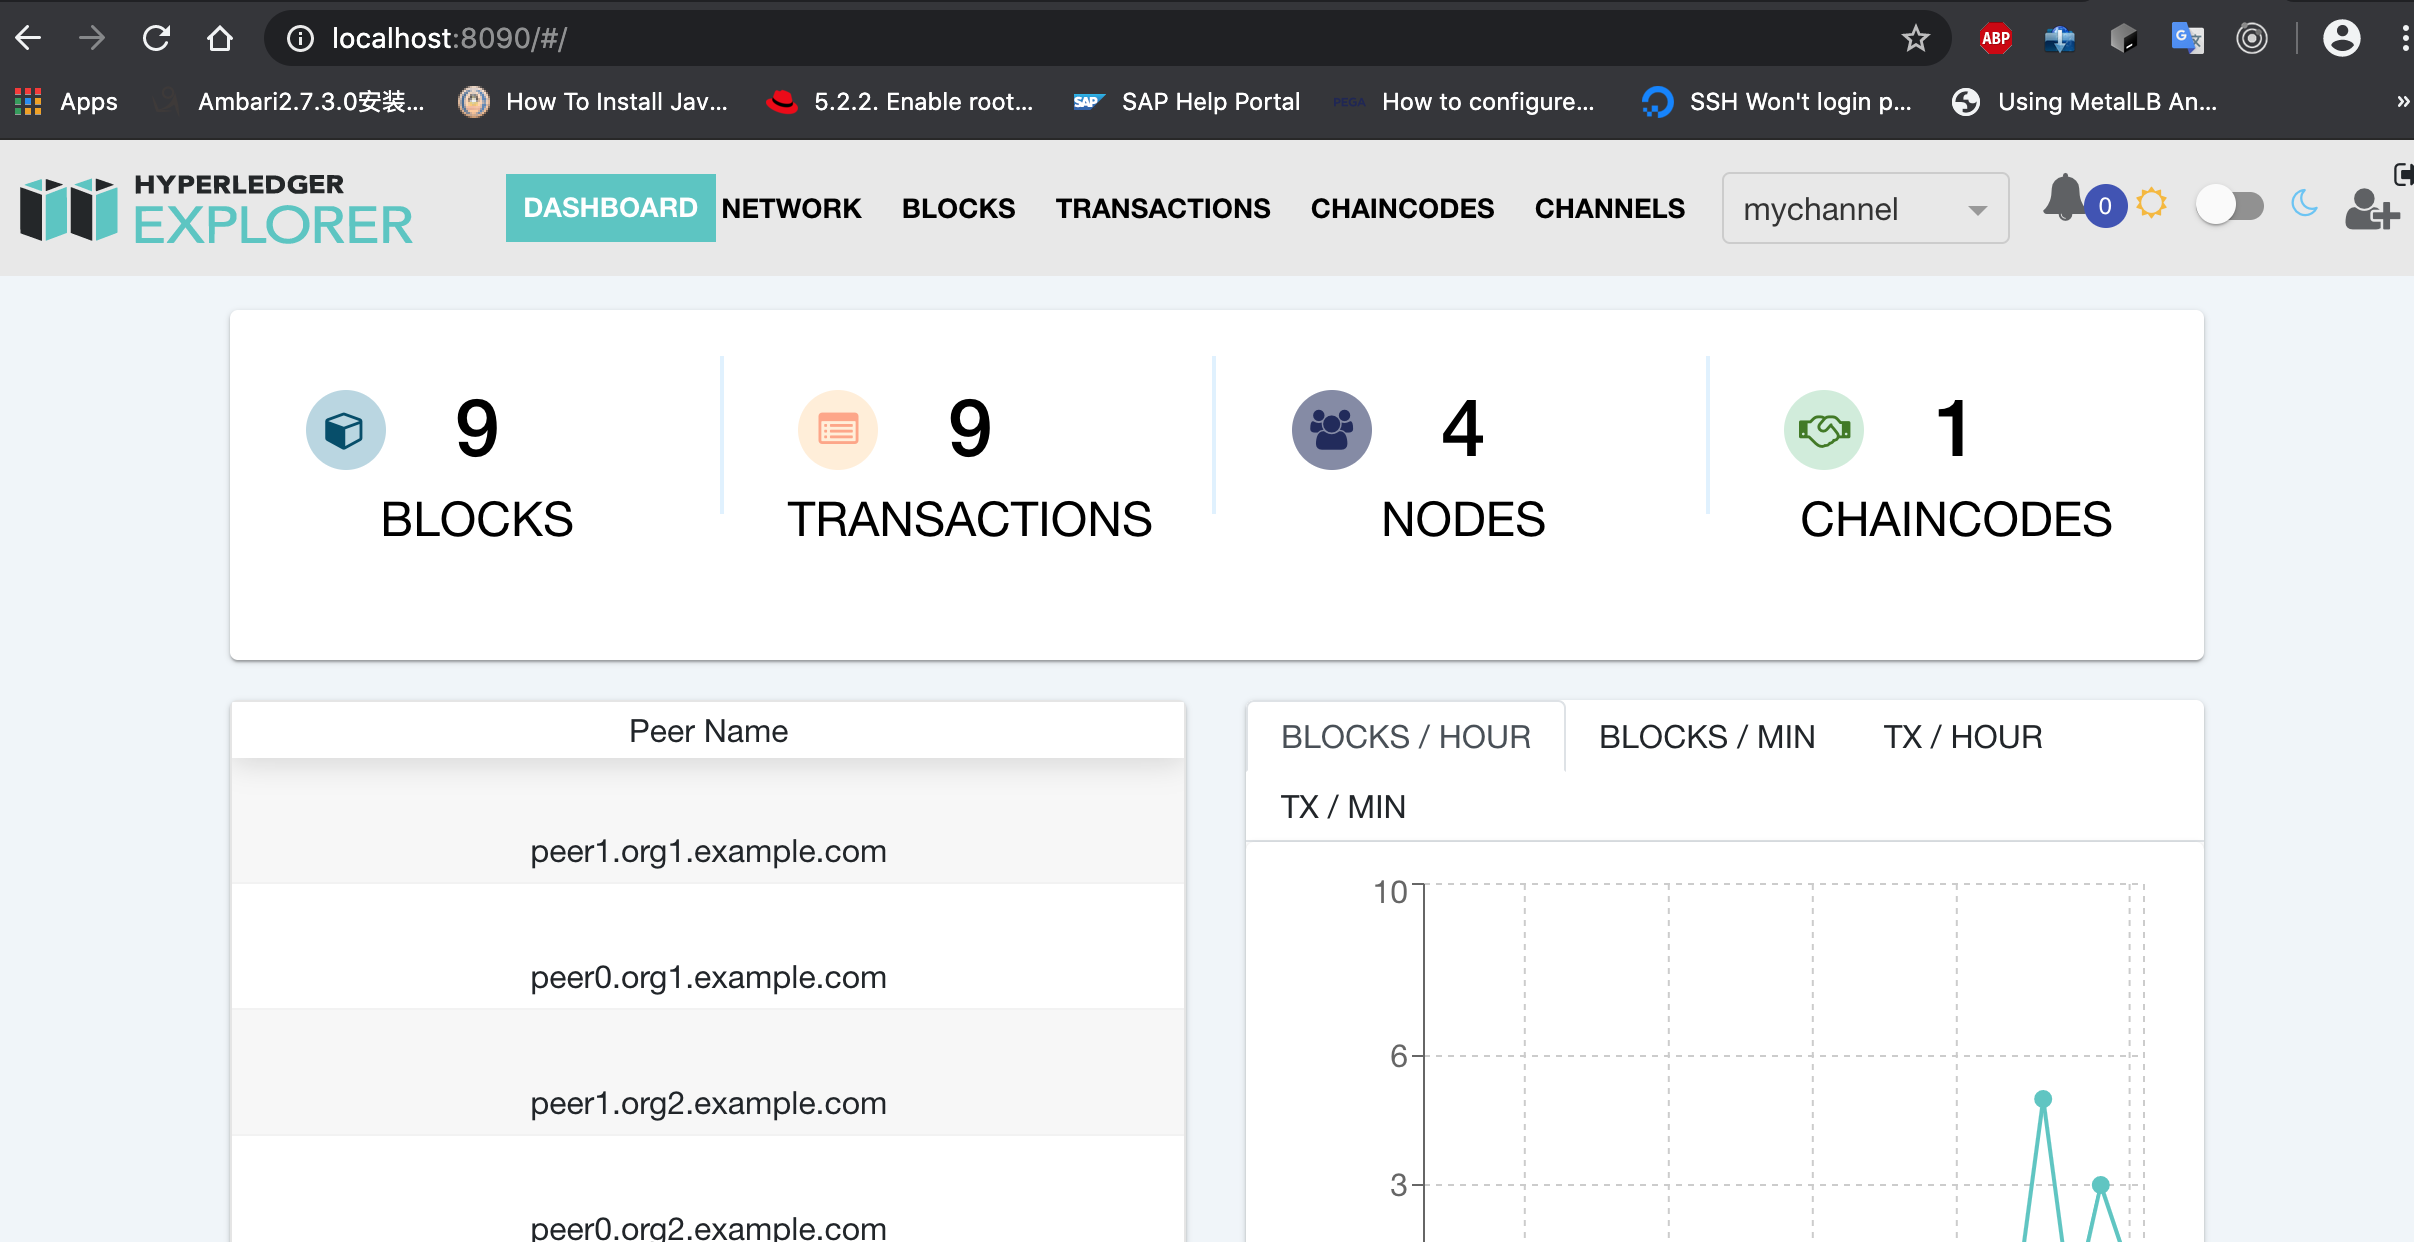 localhost:8090/#/
ABP
Apps
Ambari2.7.3.0安装...
How To Install Jav...
5.2.2. Enable root...
SAP SAP Help Portal
PEGA How to configure...
SSH Won't login p...
Using MetalLB An...
»
HYPERLEDGER
EXPLORER
DASHBOARD
NETWORK
BLOCKS
TRANSACTIONS
CHAINCODES
CHANNELS
mychannel
0
9
BLOCKS
9
TRANSACTIONS
4
NODES
1
CHAINCODES
Peer Name
peer1.org1.example.com
peer0.org1.example.com
peer1.org2.example.com
peer0.org2.example.com
BLOCKS / HOUR
BLOCKS / MIN
TX / HOUR
TX / MIN
10
6
3